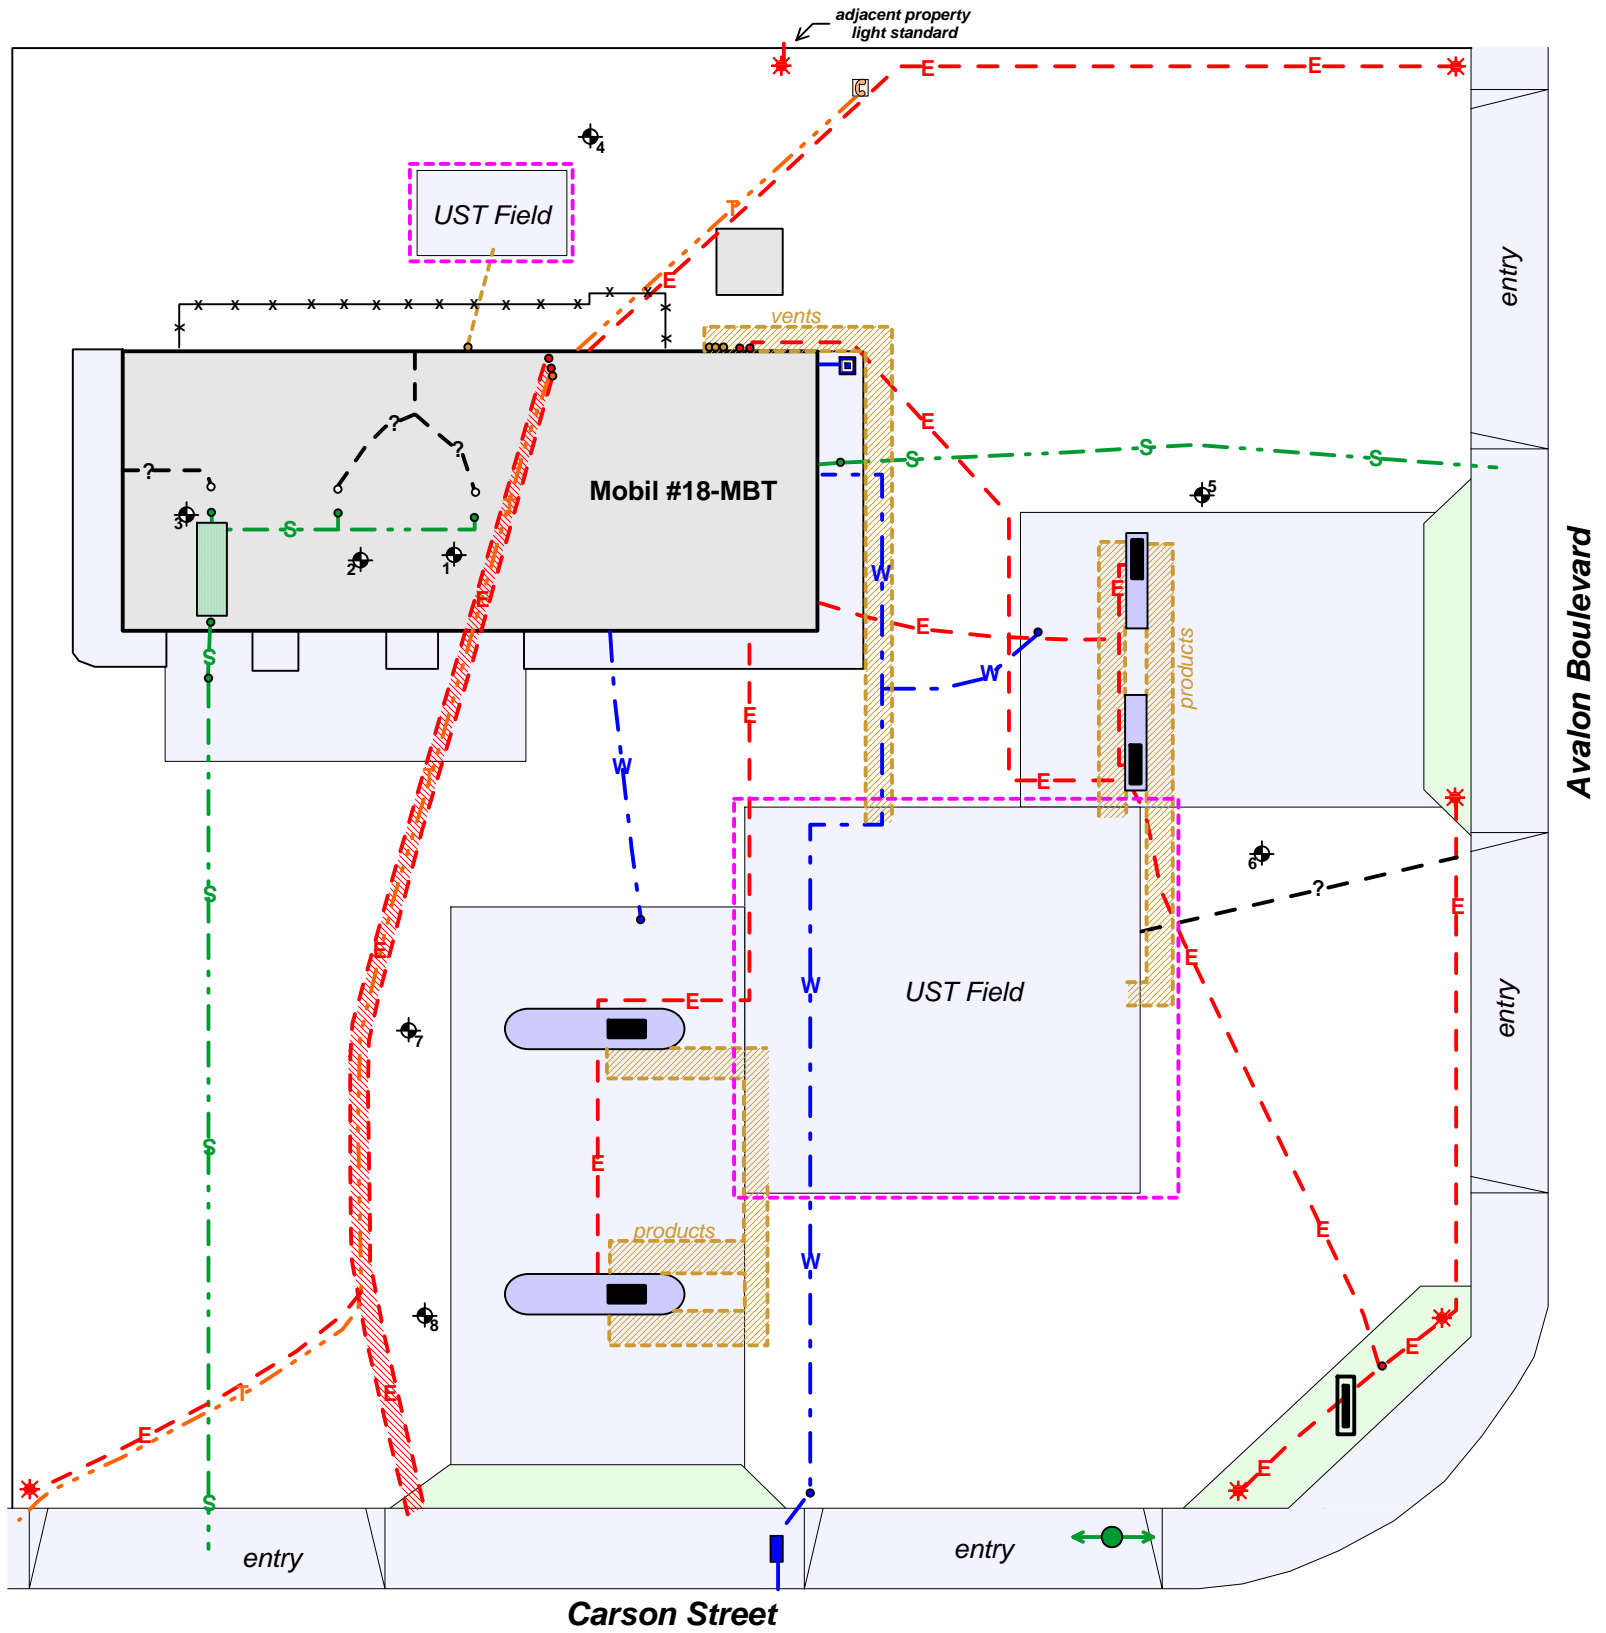 adjacent property
light standard
E
E
4
T
UST Field
E
x x x x x x x x x x x x x x
x
x
x
vents
E
?
?
?
S
S
S
Mobil #18-MBT
5
3
S
2
1
W
E
E
E
S
W
products
E
T
W
E
entry
Avalon Boulevard
6
?
S
E
E
E
W
UST Field
E
E
entry
7
S
E
products
W
E
8
E
T
E
E
E
S
entry
entry
Carson Street